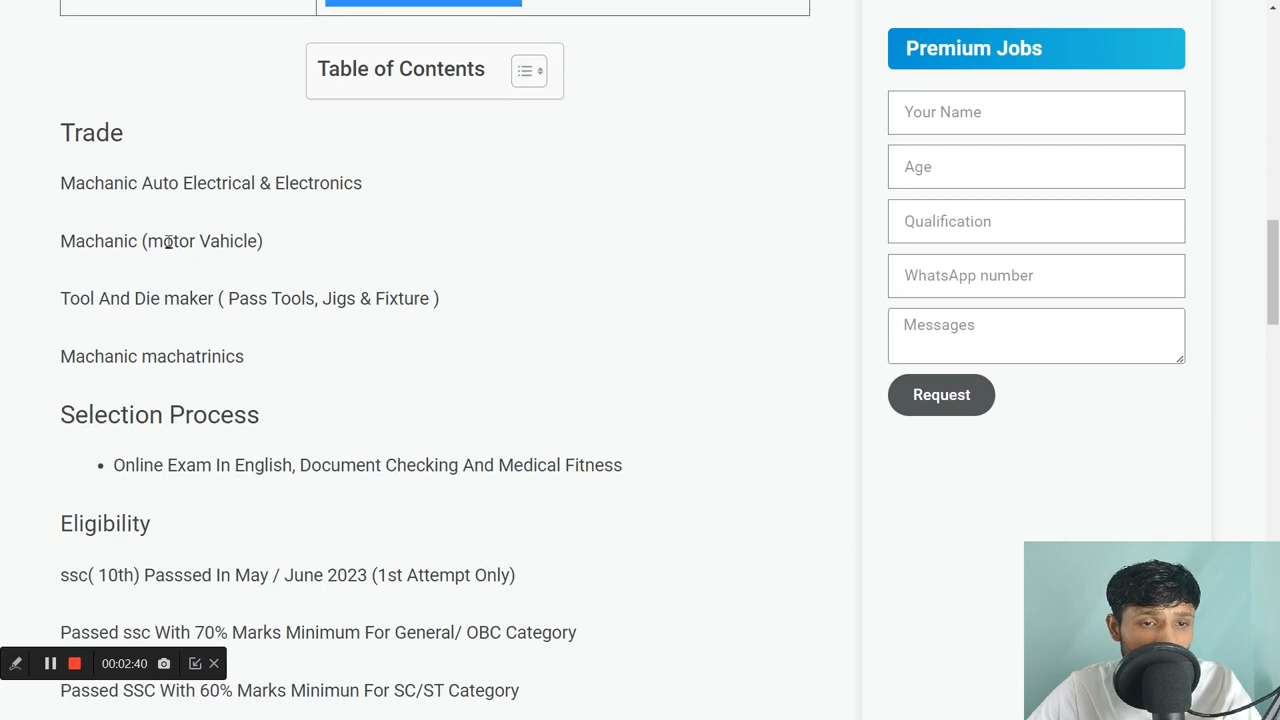 Table of Contents
Trade
Machanic Auto Electrical & Electronics
Machanic (motor Vahicle)
Tool And Die maker ( Pass Tools, Jigs & Fixture )
Machanic machatrinics
Selection Process
• Online Exam In English, Document Checking And Medical Fitness
Eligibility
ssc( 10th) Passsed In May / June 2023 (1st Attempt Only)
Passed ssc With 70% Marks Minimum For General/ OBC Category
Passed SSC With 60% Marks Minimun For SC/ST Category
00:02:40
Premium Jobs
Your Name
Age
Qualification
WhatsApp number
Messages
Request